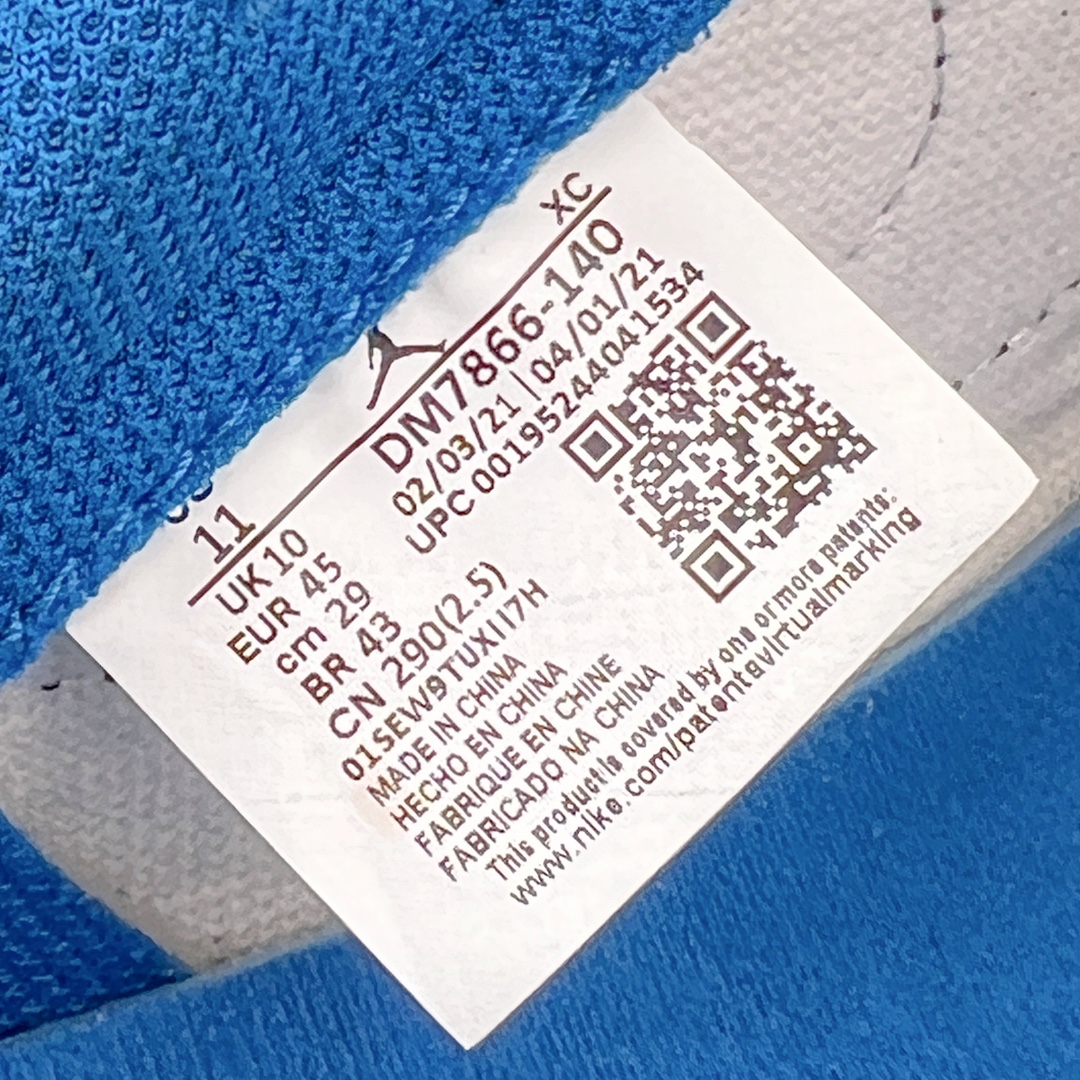 XC
11
DM7866-140
02/03/21 | 04/01/21
UPC 00195244041534
UK 10
EUR 45
cm 29
BR 43
CN 290(2.5)
01SEW9TUXI17H
MADE IN CHINA
HECHO EN CHINA
FABRIQUE EN CHINE
FABRICADO NA CHINA
This product is covered by one or more patents:
www.nike.com/patentavirtualmarking